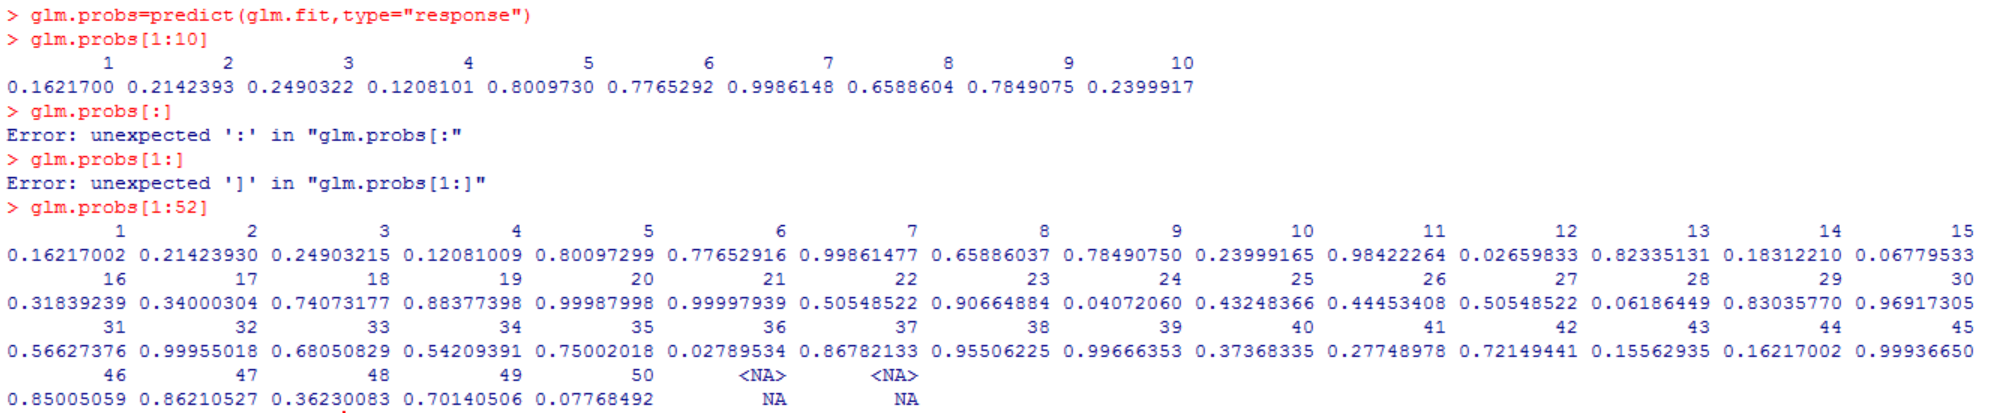 > glm.probs=predict(glm.fit,type="response")
> glm.probs[1:10]
1 2 3 4 5 6 7 8 9 10
0.1621700 0.2142393 0.2490322 0.1208101 0.8009730 0.7765292 0.9986148 0.6588604 0.7849075 0.2399917
> glm.probs[:]
Error: unexpected ':' in "glm.probs[:"
> glm.probs[1:]
Error: unexpected ']' in "glm.probs[1:]"
> glm.probs[1:52]
1 2 3 4 5 6 7 8 9 10 11 12 13 14 15
0.16217002 0.21423930 0.24903215 0.12081009 0.80097299 0.77652916 0.99861477 0.65886037 0.78490750 0.23999165 0.98422264 0.02659833 0.82335131 0.18312210 0.06779533
16 17 18 19 20 21 22 23 24 25 26 27 28 29 30
0.31839239 0.34000304 0.74073177 0.88377398 0.99987998 0.99997939 0.50548522 0.90664884 0.04072060 0.43248366 0.44453408 0.50548522 0.06186449 0.83035770 0.96917305
31 32 33 34 35 36 37 38 39 40 41 42 43 44 45
0.56627376 0.99955018 0.68050829 0.54209391 0.75002018 0.02789534 0.86782133 0.95506225 0.99666353 0.37368335 0.27748978 0.72149441 0.15562935 0.16217002 0.99936650
46 47 48 49 50 <NA> <NA>
0.85005059 0.86210527 0.36230083 0.70140506 0.07768492 NA NA